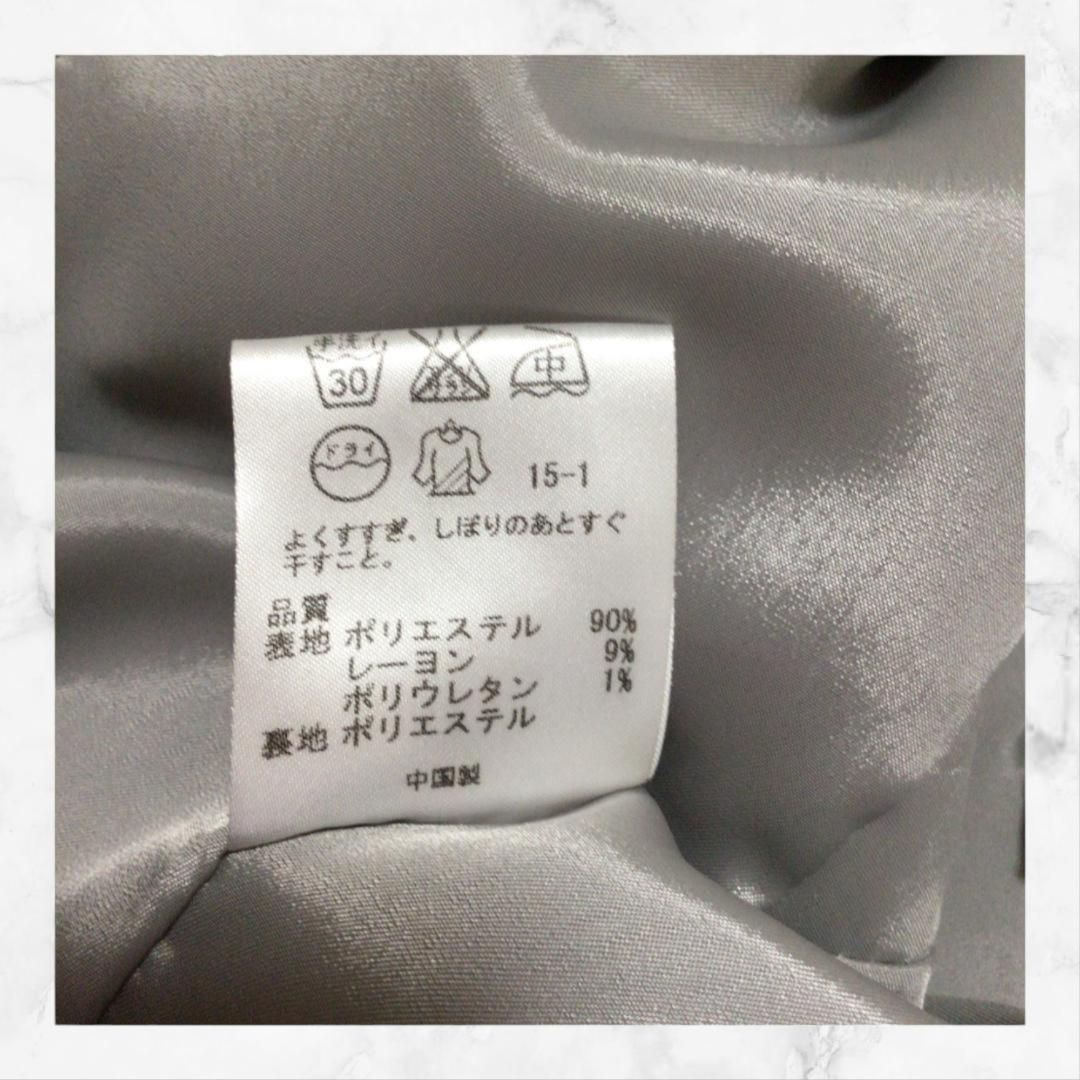 手洗イ
30
中
ドライ
15-1
よくすすぎ、しぼりのあとすぐ
干すこと。
品質
表地 ポリエステル 90%
レーヨン 9%
ポリウレタン 1%
裏地 ポリエステル
中国製